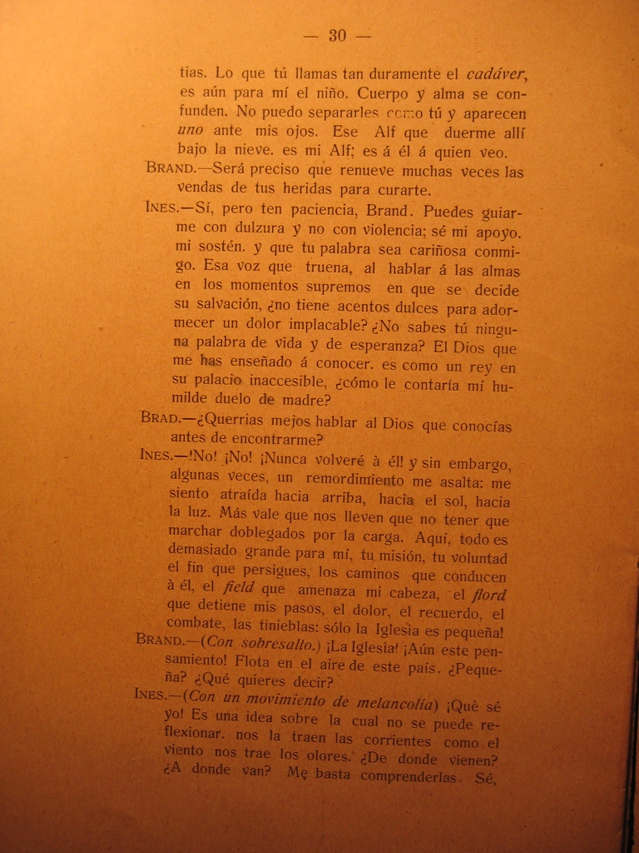 — 30 —
tias. Lo que tú llamas tan duramente el cadáver,
es aún para mí el niño. Cuerpo y alma se con-
funden. No puedo separarles como tú y aparecen
uno ante mis ojos. Ese Alf que duerme allí
bajo la nieve. es mi Alf; es á él á quien veo.
BRAND.—Será preciso que renueve muchas veces las
vendas de tus heridas para curarte.
INES.—Sí, pero ten paciencia, Brand. Puedes guiar-
me con dulzura y no con violencia; sé mi apoyo.
mi sostén. y que tu palabra sea cariñosa conmi-
go. Esa voz que truena, al hablar á las almas
en los momentos supremos en que se decide
su salvación, ¿no tiene acentos dulces para ador-
mecer un dolor implacable? ¿No sabes tú ningu-
na palabra de vida y de esperanza? El Dios que
me has enseñado á conocer. es como un rey en
su palacio inaccesible, ¿cómo le contaría mi hu-
milde duelo de madre?
BRAD.—¿Querrias mejos hablar al Dios que conocías
antes de encontrarme?
INES.—!No! ¡No! ¡Nunca volveré à él! y sin embargo,
algunas veces, un remordimiento me asalta: me
siento atraída hacia arriba, hacia el sol, hacia
la luz. Más vale que nos lleven que no tener que
marchar doblegados por la carga. Aquí, todo es
demasiado grande para mí, tu misión, tu voluntad
el fin que persigues, los caminos que conducen
à él, el field que amenaza mi cabeza, el flord
que detiene mis pasos, el dolor, el recuerdo, el
combate, las tinieblas: sólo la Iglesia es pequeña!
BRAND.—(Con sobresalto.) ¡La Iglesia! ¡Aún este pen-
samiento! Flota en el aire de este país. ¿Peque-
ña? ¿Qué quieres decir?
INES.—(Con un movimiento de melancolía) ¡Qué sé
yo! Es una idea sobre la cual no se puede re-
flexionar. nos la traen las corrientes como el
viento nos trae los olores. ¿De donde vienen?
¿A donde van? Me basta comprenderlas. Sé,